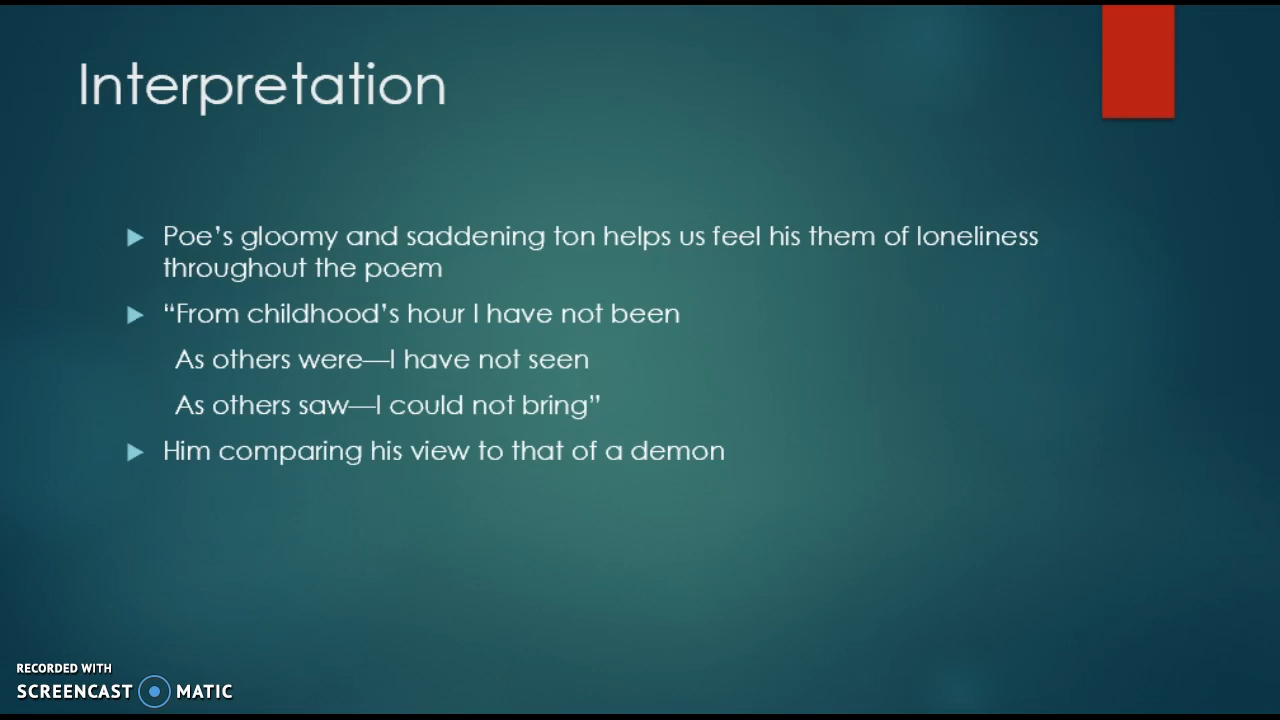 Interpretation
Poe’s gloomy and saddening ton helps us feel his them of loneliness
throughout the poem
“From childhood’s hour I have not been
As others were—I have not seen
As others saw—I could not bring”
Him comparing his view to that of a demon
RECORDED WITH
SCREENCAST MATIC